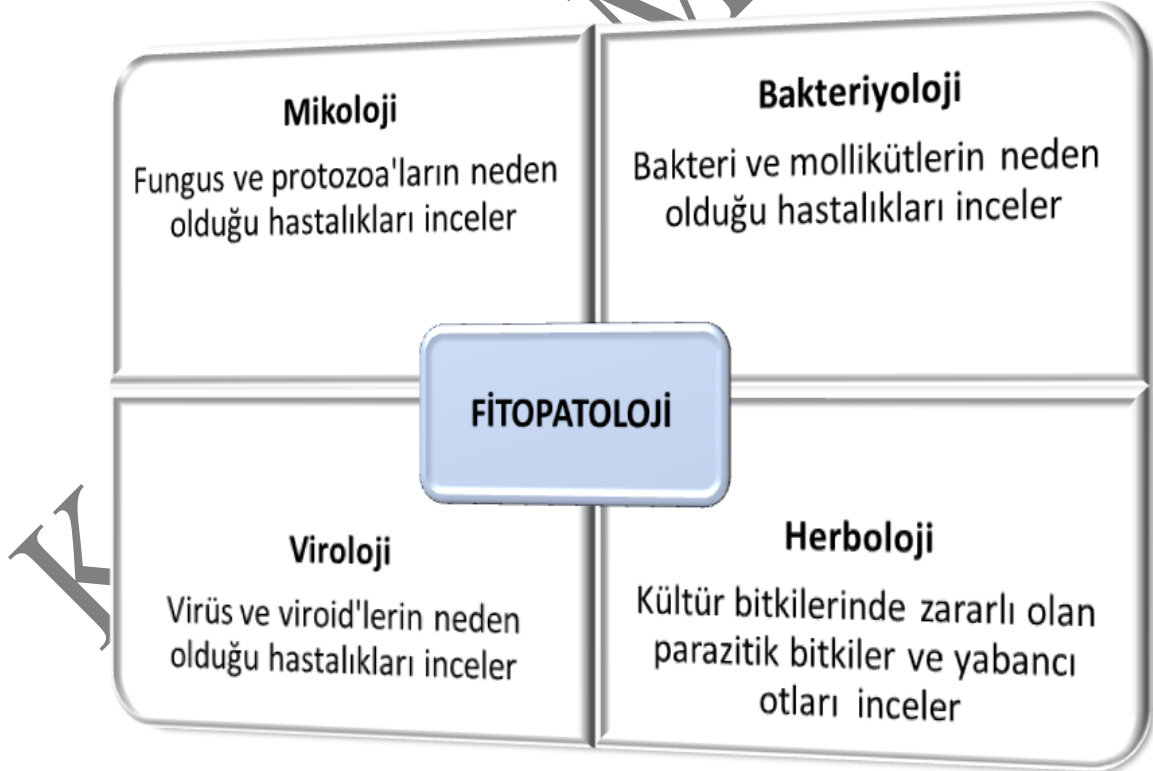 Mikoloji
Fungus ve protozoa'ların neden
olduğu hastalıkları inceler
Bakteriyoloji
Bakteri ve mollikütlerin neden
olduğu hastalıkları inceler
FİTOPATOLOJİ
Viroloji
Virüs ve viroid'lerin neden
olduğu hastalıkları inceler
Herboloji
Kültür bitkilerinde zararlı olan
parazitik bitkiler ve yabancı
otları inceler